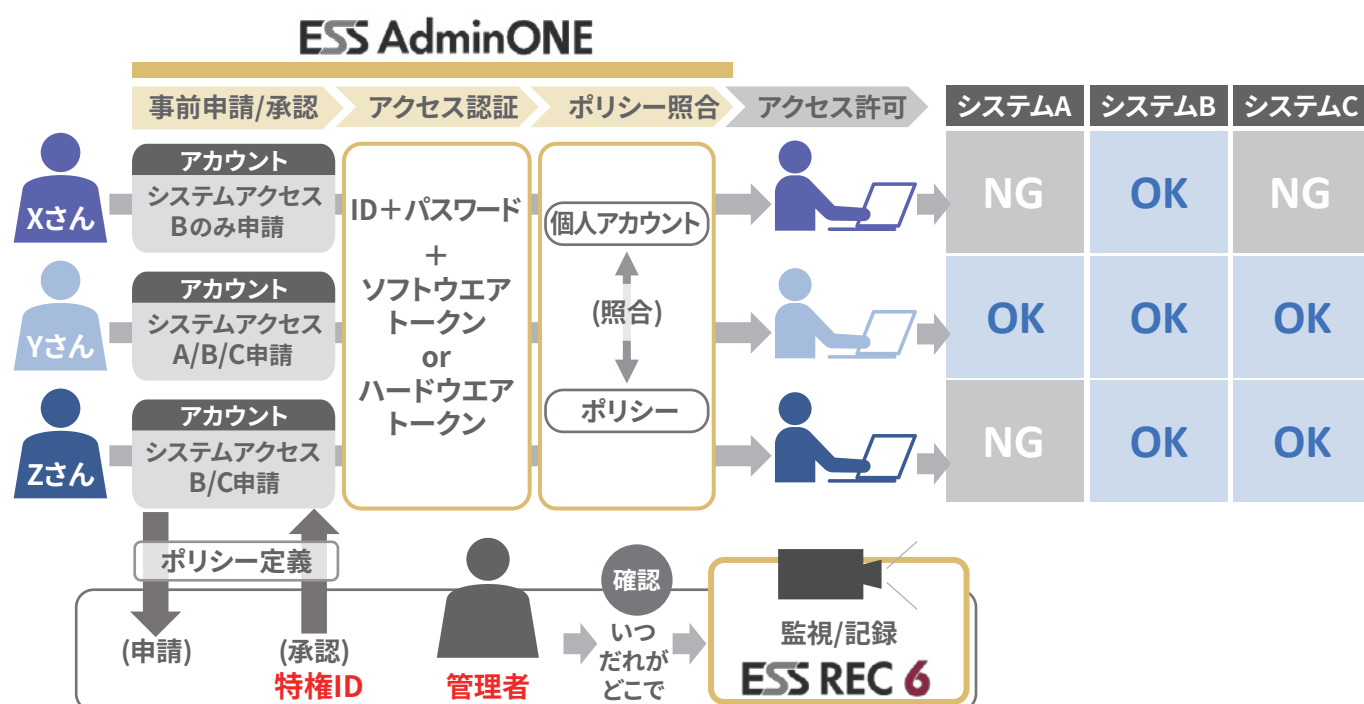 ESS AdminONE
事前申請/承認
アクセス認証
ポリシー照合
アクセス許可
システムA
システムB
システムC
Xさん
アカウント
システムアクセス
Bのみ申請
Yさん
アカウント
システムアクセス
A/B/C申請
Zさん
アカウント
システムアクセス
B/C申請
ID＋パスワード
＋
ソフトウエア
トークン
or
ハードウエア
トークン
個人アカウント
(照合)
ポリシー
NG
OK
NG
OK
OK
OK
NG
OK
OK
ポリシー定義
(申請)
(承認)
特権ID
管理者
確認
いつ
だれが
どこで
監視/記録
ESS REC 6